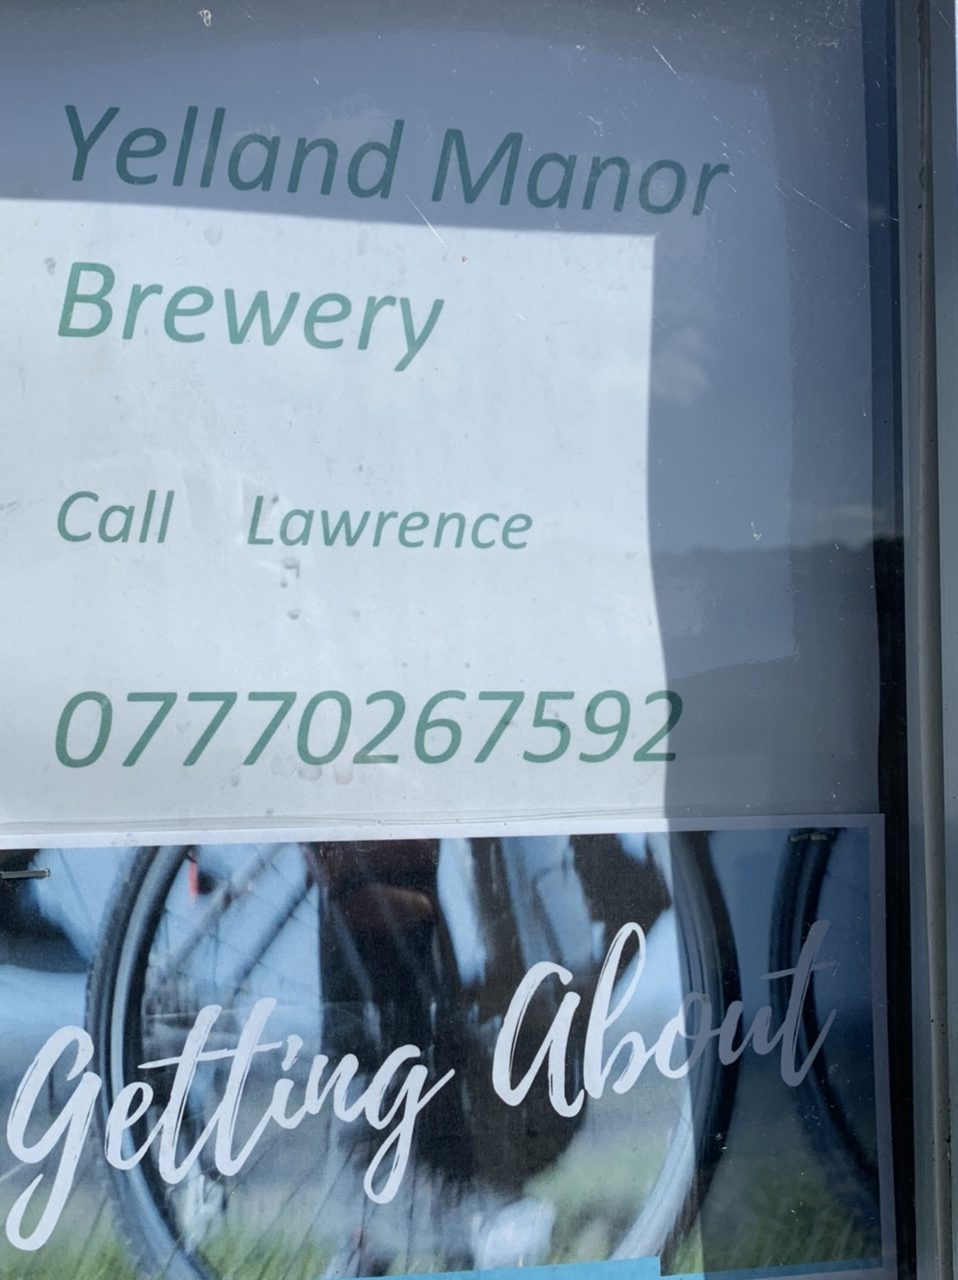 Yelland Manor
Brewery
Call Lawrence
07770267592
Getting About